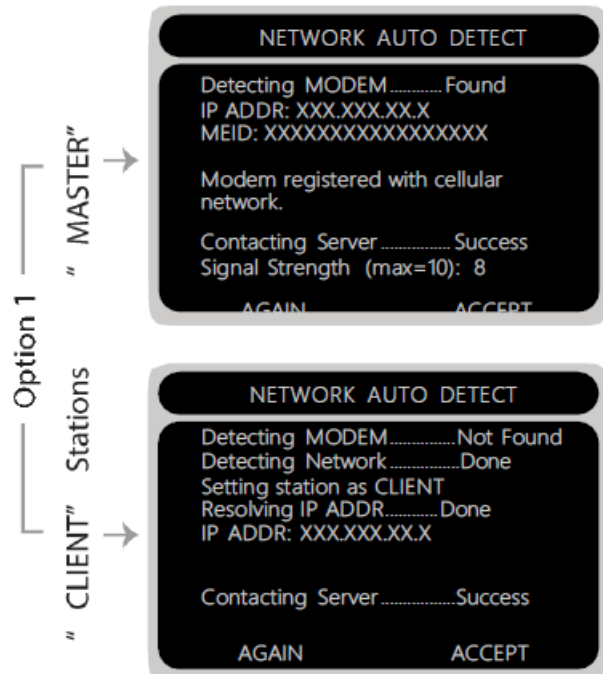 Option 1
" MASTER"
NETWORK AUTO DETECT
Detecting MODEM............Found
IP ADDR: XXX.XXX.XX.X
MEID: XXXXXXXXXXXXXXXXX
Modem registered with cellular
network.
Contacting Server................Success
Signal Strength (max=10): 8
AGAIN ACCEPT
" CLIENT" Stations
NETWORK AUTO DETECT
Detecting MODEM...............Not Found
Detecting Network................Done
Setting station as CLIENT
Resolving IP ADDR............Done
IP ADDR: XXX.XXX.XX.X
Contacting Server.................Success
AGAIN ACCEPT